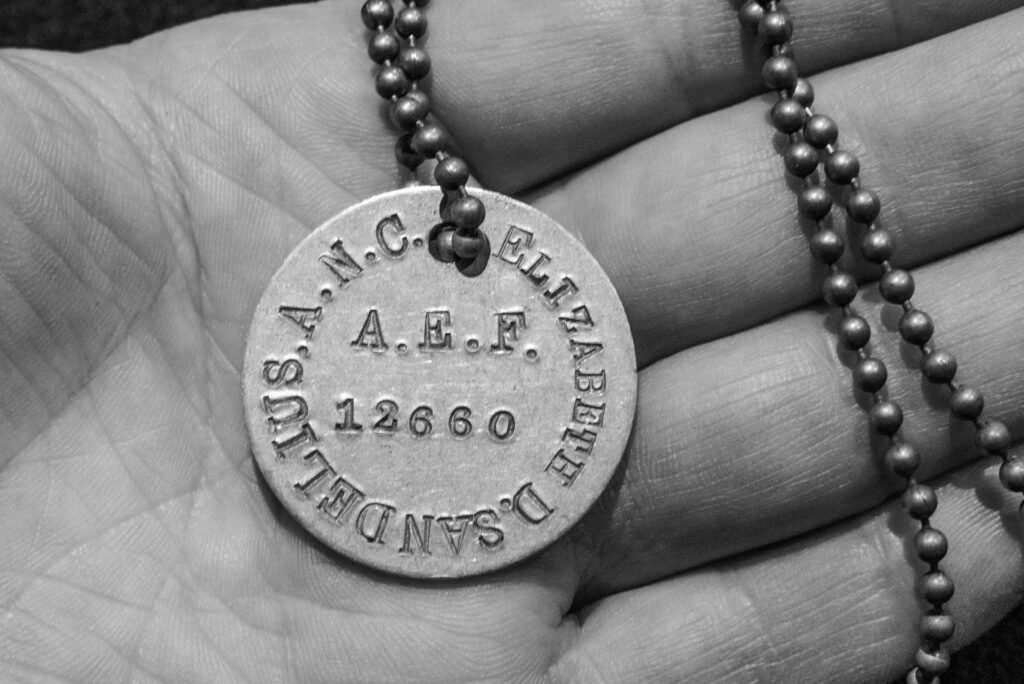 ELIZABETH D. SANDELIUS, A.N.C.
A.E.F.
12660